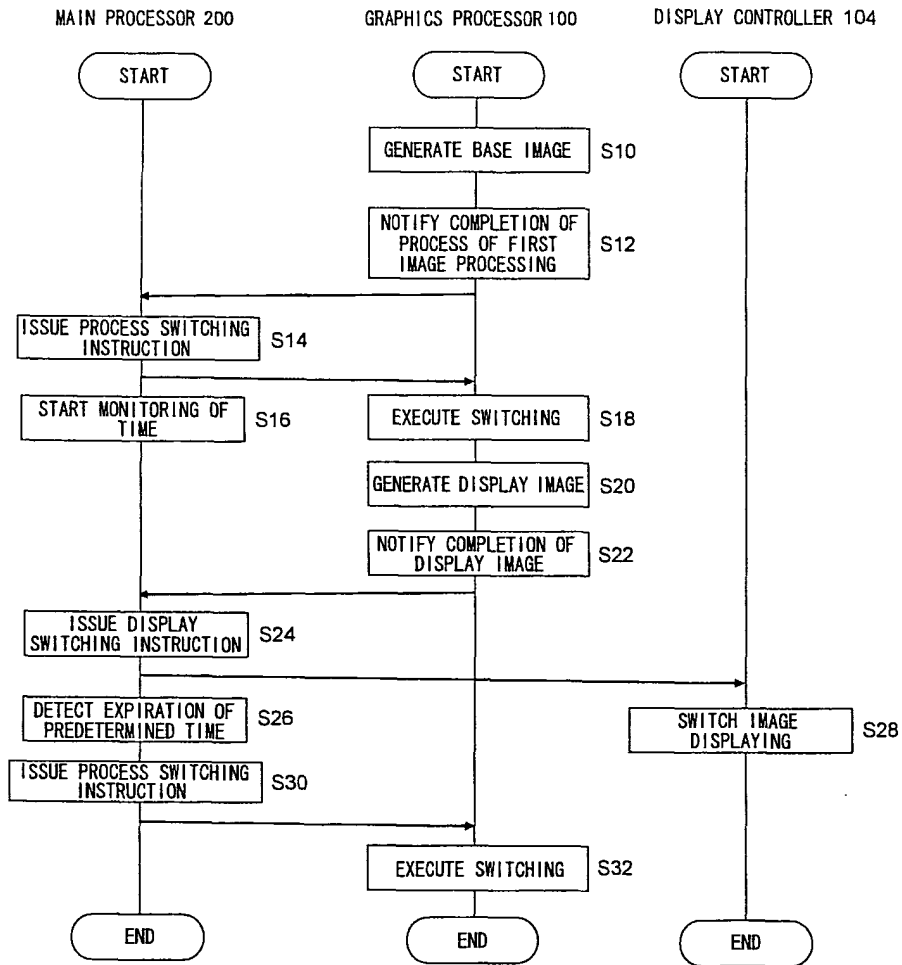 MAIN PROCESSOR 200
GRAPHICS PROCESSOR 100
DISPLAY CONTROLLER 104
START
START
START
GENERATE BASE IMAGE
S10
NOTIFY COMPLETION OF
PROCESS OF FIRST
IMAGE PROCESSING
S12
ISSUE PROCESS SWITCHING
INSTRUCTION
S14
START MONITORING OF
TIME
S16
EXECUTE SWITCHING
S18
GENERATE DISPLAY IMAGE
S20
NOTIFY COMPLETION OF
DISPLAY IMAGE
S22
ISSUE DISPLAY
SWITCHING INSTRUCTION
S24
DETECT EXPIRATION OF
PREDETERMINED TIME
S26
SWITCH IMAGE
DISPLAYING
S28
ISSUE PROCESS SWITCHING
INSTRUCTION
S30
EXECUTE SWITCHING
S32
END
END
END